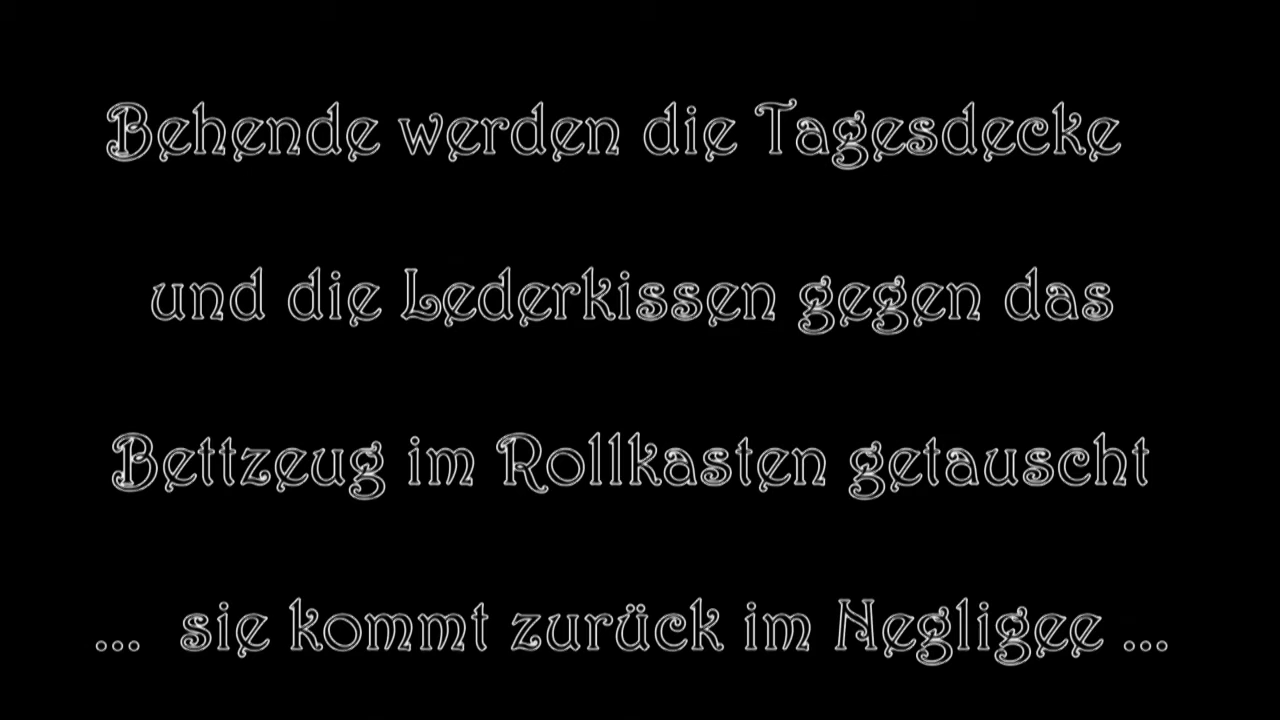 Behende werden die Tagesdecke
und die Lederkissen gegen das
Bettzeug im Rollkasten getauscht
... sie kommt zurück im Negligee ...